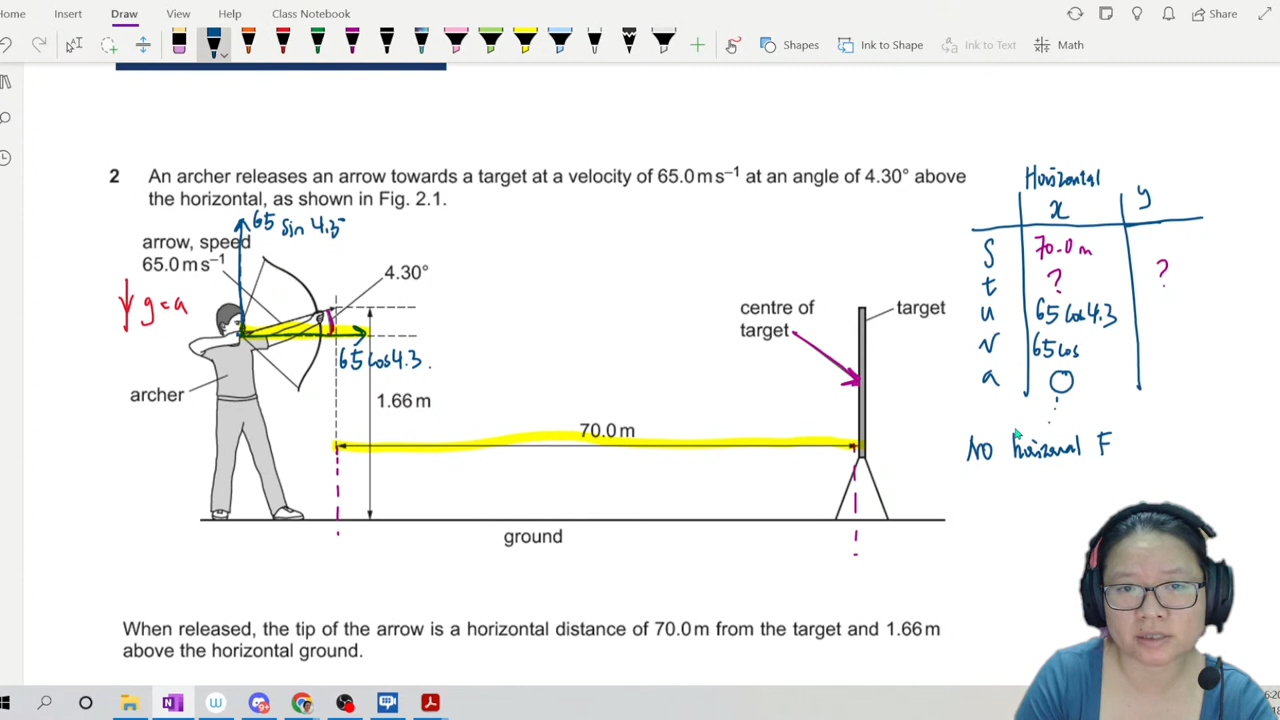 Home Insert Draw View Help Class Notebook
Share
Shapes Ink to Shape Ink to Text Math
2 An archer releases an arrow towards a target at a velocity of 65.0 m s⁻¹ at an angle of 4.30° above
the horizontal, as shown in Fig. 2.1.
65 sin 4.3
arrow, speed
65.0 m s⁻¹
4.30°
↓ g = a
65 cos 4.3.
archer
1.66 m
70.0 m
centre of
target
target
ground
Horizontal
x y
S 70.0 m
t ? ?
u 65 cos 4.3
v 65 cos
a 0
NO horizonal F
When released, the tip of the arrow is a horizontal distance of 70.0 m from the target and 1.66 m
above the horizontal ground.